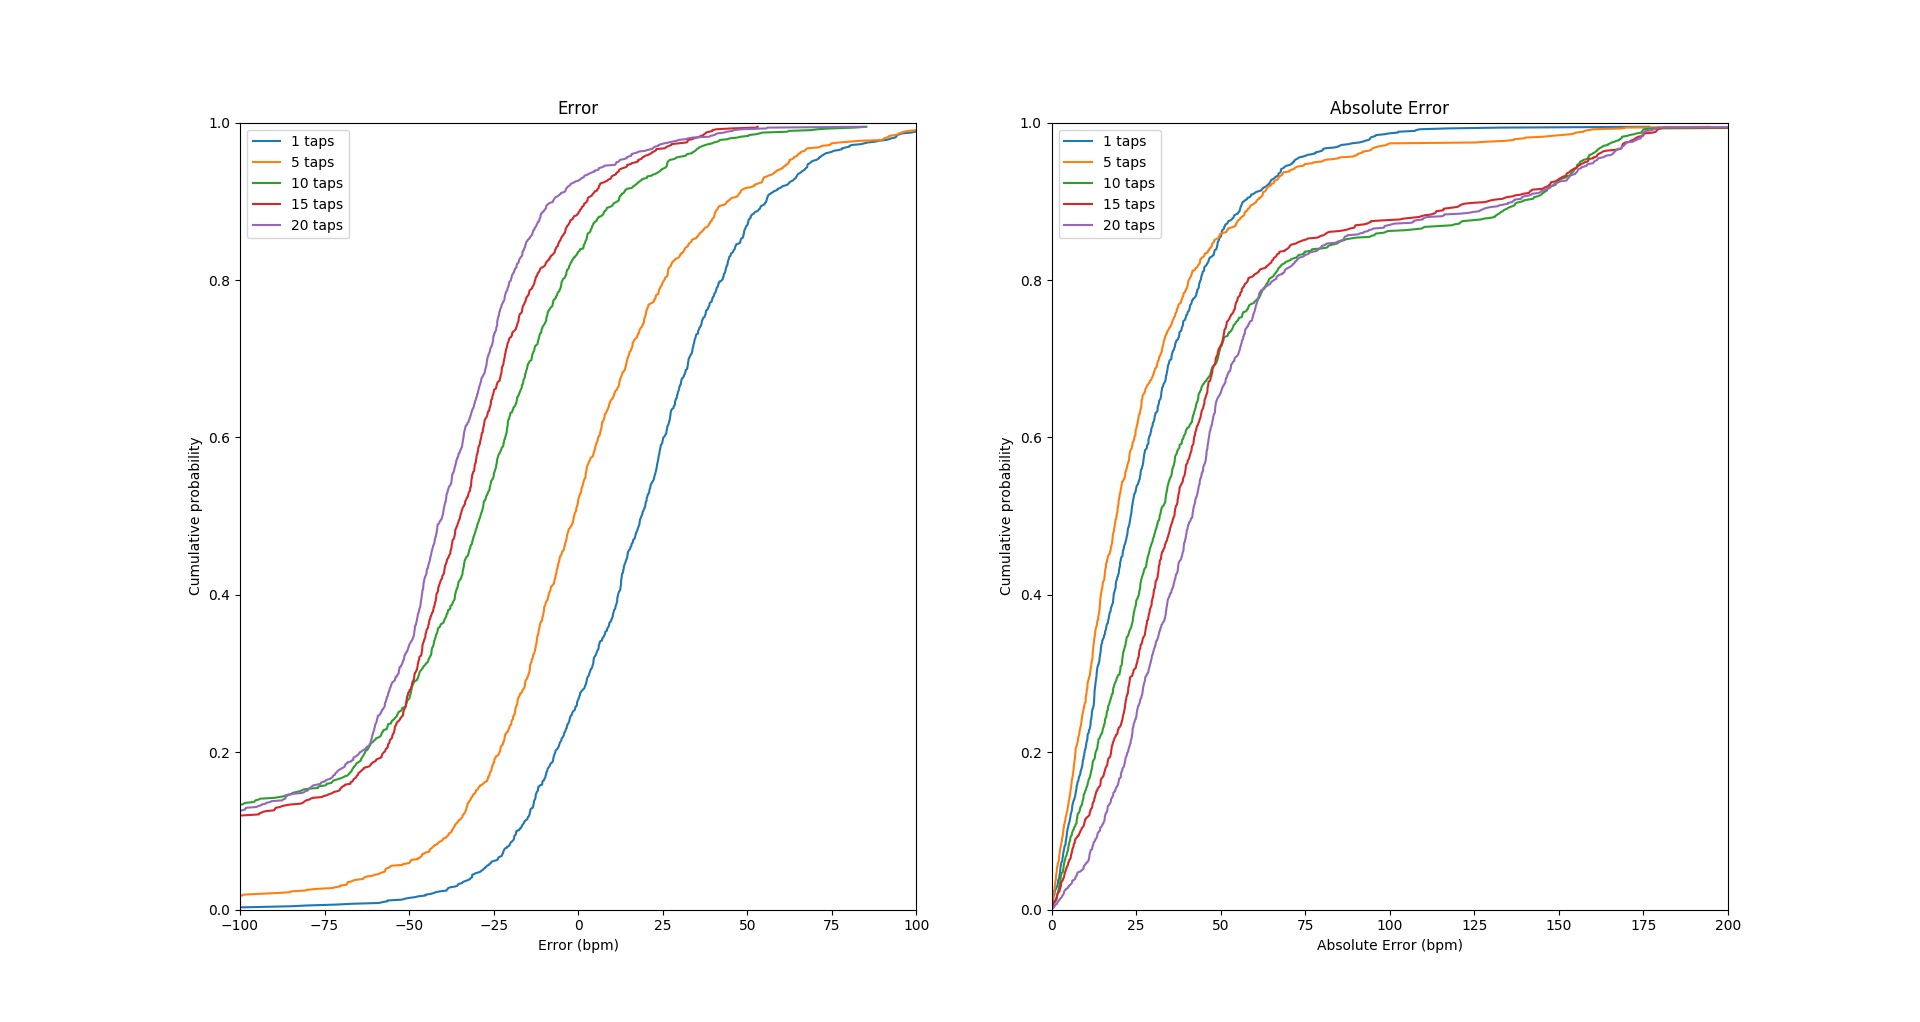 Error
1.0
0.8
0.6
0.4
0.2
0.0
Cumulative probability
1 taps
5 taps
10 taps
15 taps
20 taps
−100
−75
−50
−25
0
25
50
75
100
Error (bpm)
Absolute Error
1.0
0.8
0.6
0.4
0.2
0.0
Cumulative probability
1 taps
5 taps
10 taps
15 taps
20 taps
0
25
50
75
100
125
150
175
200
Absolute Error (bpm)